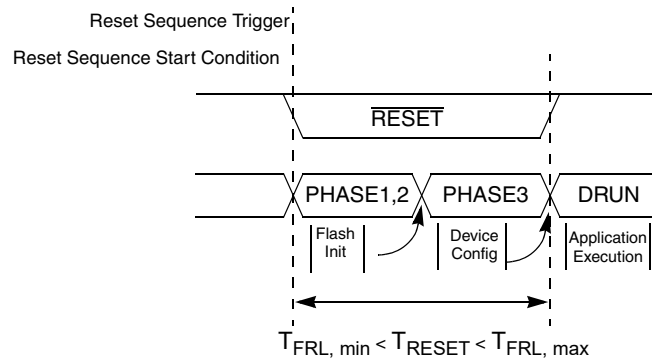 Reset Sequence Trigger
Reset Sequence Start Condition
RESET
PHASE1,2 PHASE3 DRUN
Flash Init
Device Config
Application Execution
TFRL, min < TRESET < TFRL, max